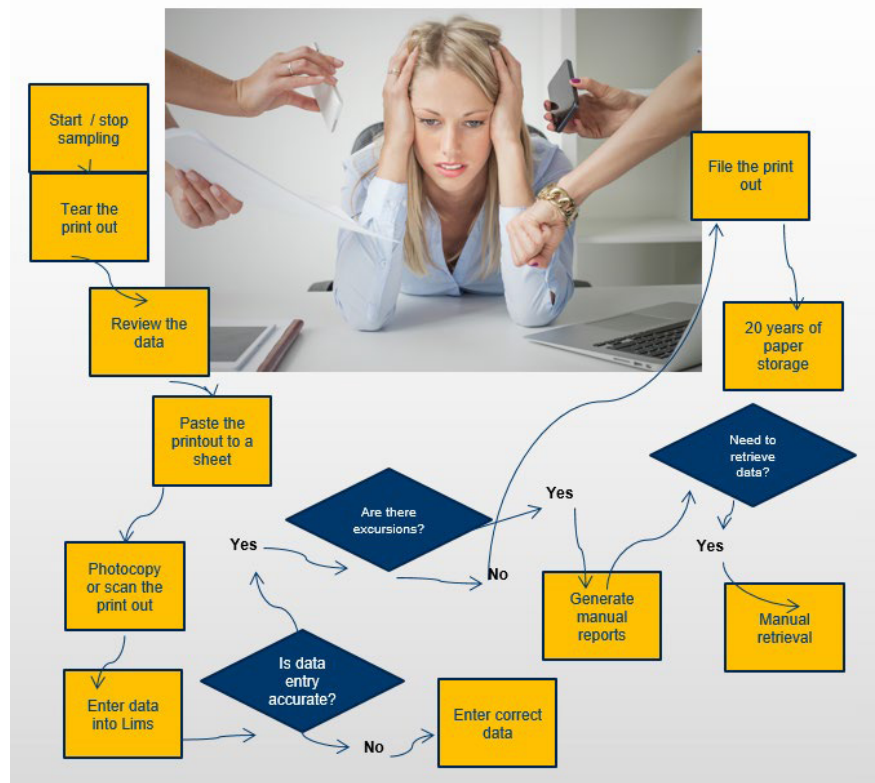 Start / stop
sampling
Tear the
print out
Review the
data
Paste the
printout to a
sheet
Photocopy
or scan the
print out
Enter data
into Lims
Is data
entry
accurate?
Yes
No
Enter correct
data
Are there
excursions?
Yes
No
Generate
manual
reports
File the print
out
20 years of
paper
storage
Need to
retrieve
data?
Yes
Manual
retrieval